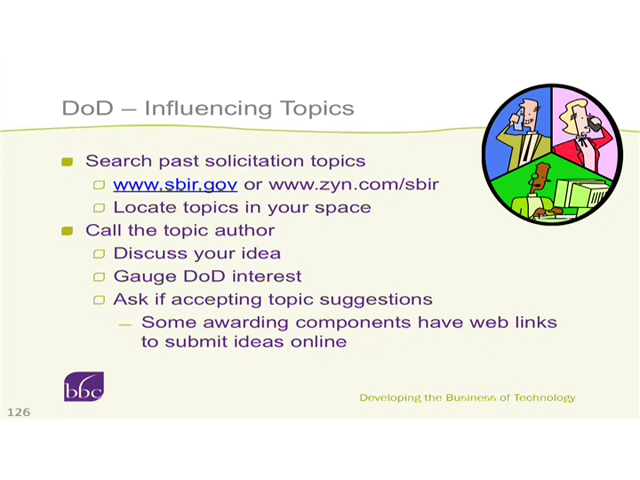 DoD – Influencing Topics
Search past solicitation topics
www.sbir.gov or www.zyn.com/sbir
Locate topics in your space
Call the topic author
Discuss your idea
Gauge DoD interest
Ask if accepting topic suggestions
— Some awarding components have web links
to submit ideas online
bbc
Developing the Business of Technology
126